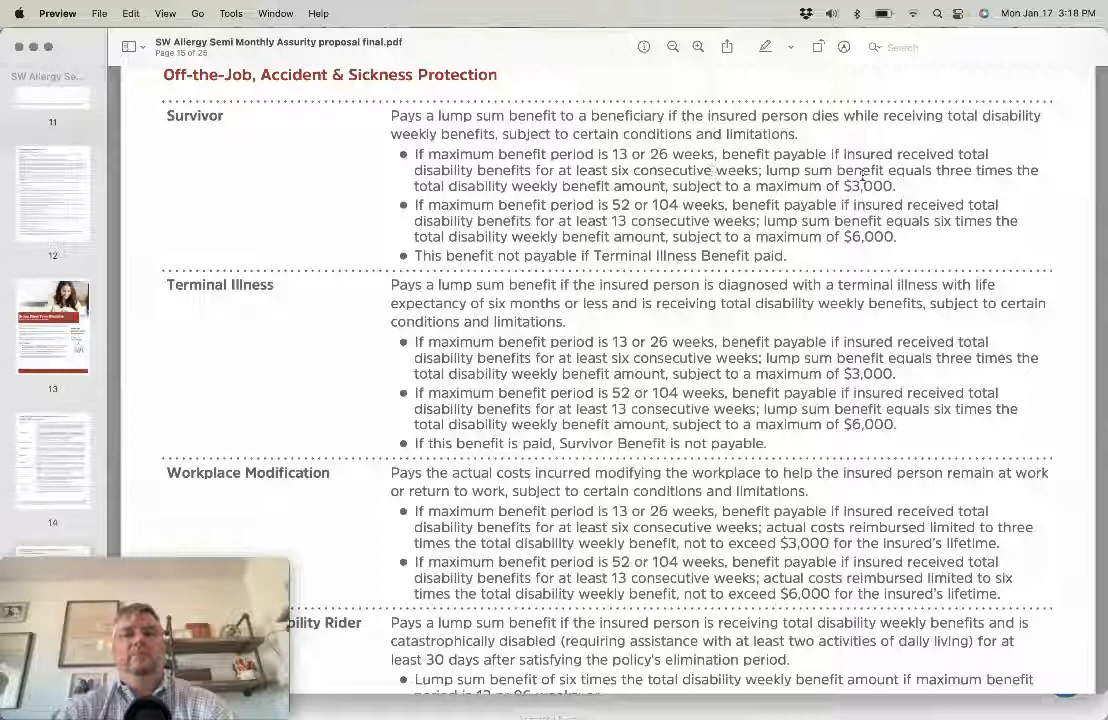 Preview File Edit View Go Tools Window Help Mon Jan 17 3:18 PM
SW Allergy Semi Monthly Assurity proposal final.pdf
Page 15 of 25
Search
SW Allergy Se...
11
12
13
14
Off-the-Job, Accident & Sickness Protection
Survivor
Pays a lump sum benefit to a beneficiary if the insured person dies while receiving total disability
weekly benefits, subject to certain conditions and limitations.
● If maximum benefit period is 13 or 26 weeks, benefit payable if insured received total
disability benefits for at least six consecutive weeks; lump sum benefit equals three times the
total disability weekly benefit amount, subject to a maximum of $3,000.
● If maximum benefit period is 52 or 104 weeks, benefit payable if insured received total
disability benefits for at least 13 consecutive weeks; lump sum benefit equals six times the
total disability weekly benefit amount, subject to a maximum of $6,000.
● This benefit not payable if Terminal Illness Benefit paid.
Terminal Illness
Pays a lump sum benefit if the insured person is diagnosed with a terminal illness with life
expectancy of six months or less and is receiving total disability weekly benefits, subject to certain
conditions and limitations.
● If maximum benefit period is 13 or 26 weeks, benefit payable if insured received total
disability benefits for at least six consecutive weeks; lump sum benefit equals three times the
total disability weekly benefit amount, subject to a maximum of $3,000.
● If maximum benefit period is 52 or 104 weeks, benefit payable if insured received total
disability benefits for at least 13 consecutive weeks; lump sum benefit equals six times the
total disability weekly benefit amount, subject to a maximum of $6,000.
● If this benefit is paid, Survivor Benefit is not payable.
Workplace Modification
Pays the actual costs incurred modifying the workplace to help the insured person remain at work
or return to work, subject to certain conditions and limitations.
● If maximum benefit period is 13 or 26 weeks, benefit payable if insured received total
disability benefits for at least six consecutive weeks; actual costs reimbursed limited to three
times the total disability weekly benefit, not to exceed $3,000 for the insured's lifetime.
● If maximum benefit period is 52 or 104 weeks, benefit payable if insured received total
disability benefits for at least 13 consecutive weeks; actual costs reimbursed limited to six
times the total disability weekly benefit, not to exceed $6,000 for the insured's lifetime.
bility Rider
Pays a lump sum benefit if the insured person is receiving total disability weekly benefits and is
catastrophically disabled (requiring assistance with at least two activities of daily living) for at
least 30 days after satisfying the policy's elimination period.
● Lump sum benefit of six times the total disability weekly benefit amount if maximum benefit